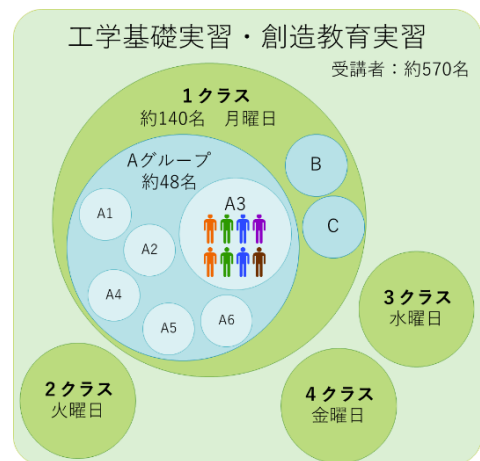 工学基礎実習・創造教育実習
受講者：約570名
1クラス
約140名　月曜日
Aグループ
約48名
A1
A2
A3
A4
A5
A6
B
C
2クラス
火曜日
3クラス
水曜日
4クラス
金曜日